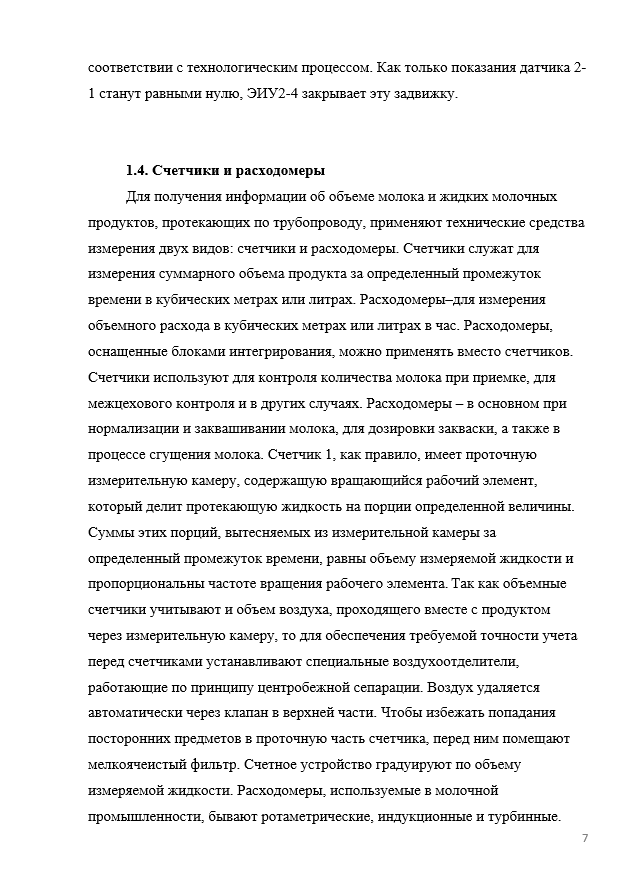 соответствии с технологическим процессом. Как только показания датчика 2-
1 станут равными нулю, ЭИУ2-4 закрывает эту задвижку.
1.4. Счетчики и расходомеры
Для получения информации об объеме молока и жидких молочных
продуктов, протекающих по трубопроводу, применяют технические средства
измерения двух видов: счетчики и расходомеры. Счетчики служат для
измерения суммарного объема продукта за определенный промежуток
времени в кубических метрах или литрах. Расходомеры–для измерения
объемного расхода в кубических метрах или литрах в час. Расходомеры,
оснащенные блоками интегрирования, можно применять вместо счетчиков.
Счетчики используют для контроля количества молока при приемке, для
межцехового контроля и в других случаях. Расходомеры – в основном при
нормализации и заквашивании молока, для дозировки закваски, а также в
процессе сгущения молока. Счетчик 1, как правило, имеет проточную
измерительную камеру, содержащую вращающийся рабочий элемент,
который делит протекающую жидкость на порции определенной величины.
Суммы этих порций, вытесняемых из измерительной камеры за
определенный промежуток времени, равны объему измеряемой жидкости и
пропорциональны частоте вращения рабочего элемента. Так как объемные
счетчики учитывают и объем воздуха, проходящего вместе с продуктом
через измерительную камеру, то для обеспечения требуемой точности учета
перед счетчиками устанавливают специальные воздухоотделители,
работающие по принципу центробежной сепарации. Воздух удаляется
автоматически через клапан в верхней части. Чтобы избежать попадания
посторонних предметов в проточную часть счетчика, перед ним помещают
мелкоячеистый фильтр. Счетное устройство градуируют по объему
измеряемой жидкости. Расходомеры, используемые в молочной
промышленности, бывают ротаметрические, индукционные и турбинные.
7